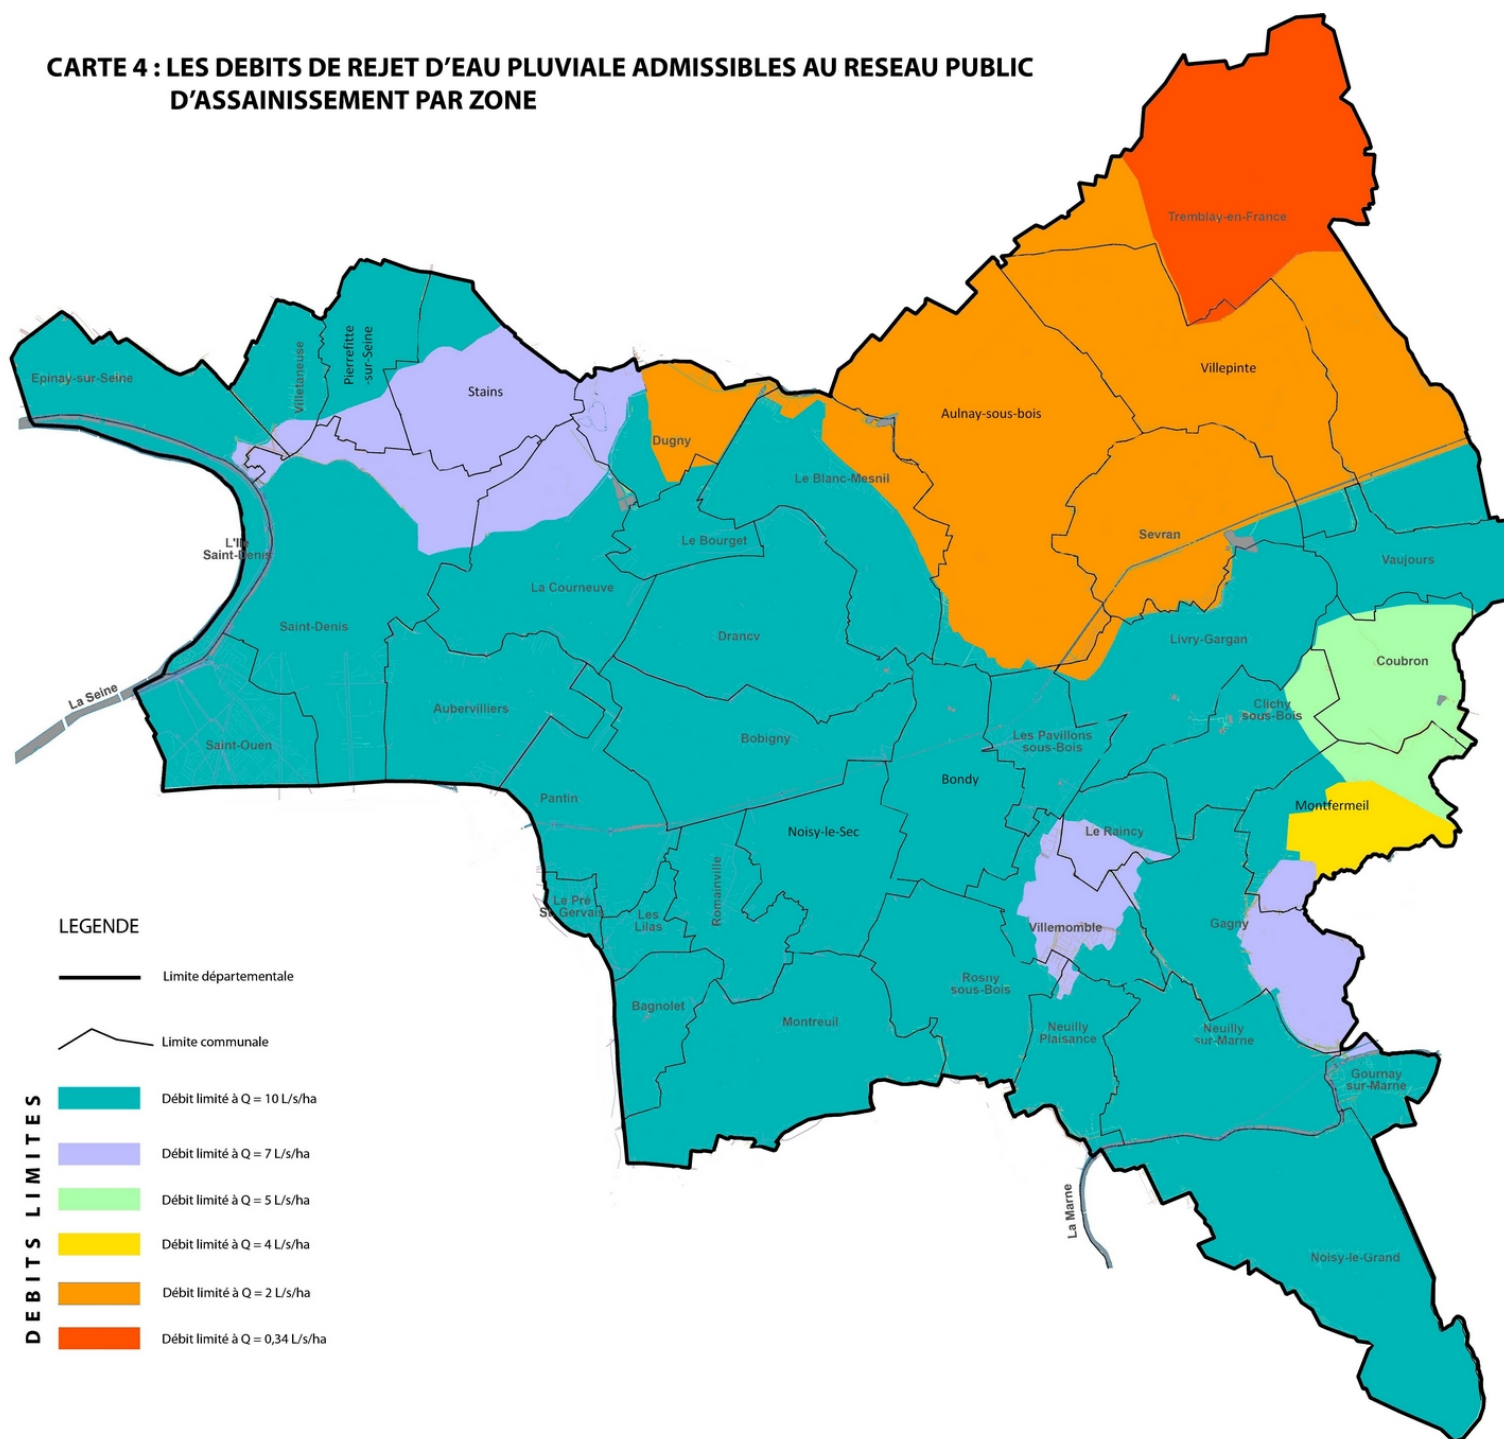 CARTE 4 : LES DEBITS DE REJET D'EAU PLUVIALE ADMISSIBLES AU RESEAU PUBLIC
D'ASSAINISSEMENT PAR ZONE
Tremblay-en-France
Epinay-sur-Seine
Villetaneuse
Pierrefitte
-sur-Seine
Stains
Villepinte
Aulnay-sous-bois
Dugny
Le Blanc-Mesnil
Le Bourget
Sevran
L'Ile
Saint-Denis
Vaujours
La Courneuve
Saint-Denis
Drancy
Livry-Gargan
Coubron
La Seine
Aubervilliers
Clichy
sous-Bois
Saint-Ouen
Bobigny
Les Pavillons
sous-Bois
Bondy
Pantin
Montfermeil
Noisy-le-Sec
Le Raincy
Romainville
Le Pré
St Gervais
Les
Lilas
Villemomble
Gagny
Rosny
sous-Bois
Bagnolet
Montreuil
Neuilly
Plaisance
Neuilly
sur-Marne
Gournay
sur-Marne
La Marne
Noisy-le-Grand
LEGENDE
Limite départementale
Limite communale
DEBITS LIMITES
Débit limité à Q = 10 L/s/ha
Débit limité à Q = 7 L/s/ha
Débit limité à Q = 5 L/s/ha
Débit limité à Q = 4 L/s/ha
Débit limité à Q = 2 L/s/ha
Débit limité à Q = 0,34 L/s/ha